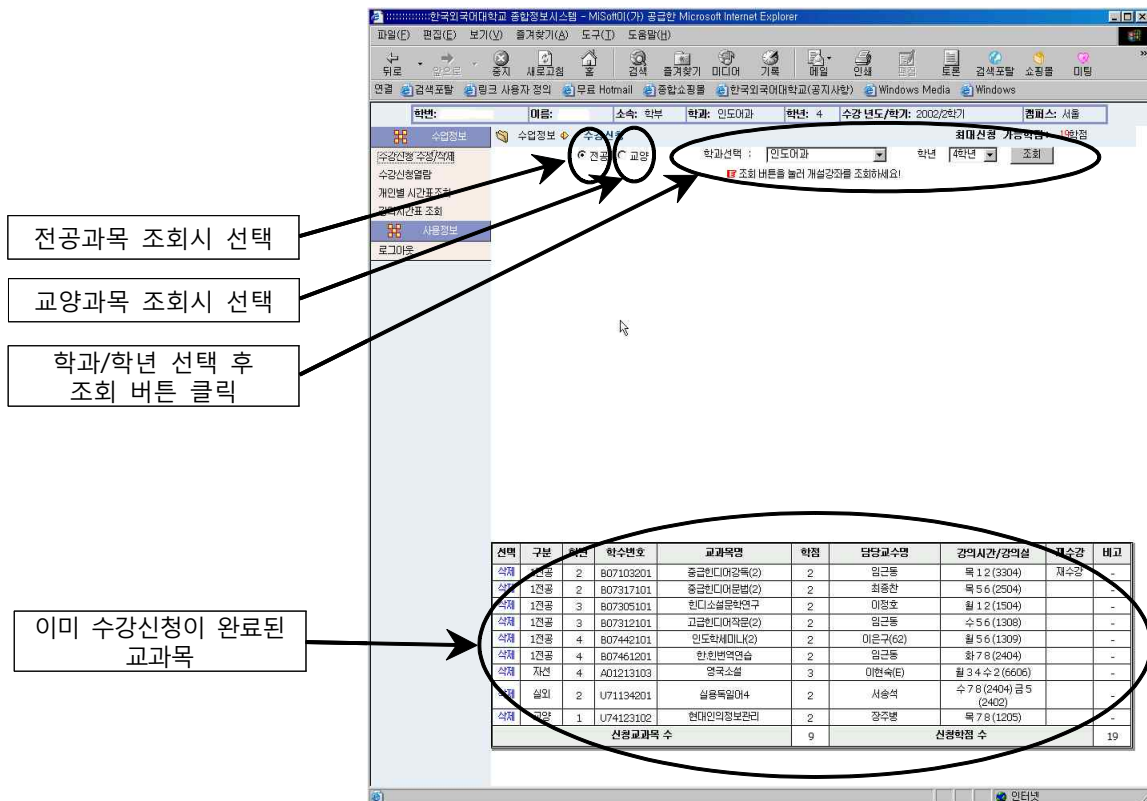 :::::::::::::한국외국어대학교 종합정보시스템 - MiSoft이(가) 공급한 Microsoft Internet Explorer
파일(F) 편집(E) 보기(V) 즐겨찾기(A) 도구(T) 도움말(H)
뒤로 앞으로 중지 새로고침 홈 검색 즐겨찾기 미디어 기록 메일 인쇄 편집 토론 검색포탈 쇼핑몰 미팅
연결 검색포탈 링크 사용자 정의 무료 Hotmail 종합쇼핑몰 한국외국어대학교(공지사항) Windows Media Windows
학번: 이름: 소속: 학부 학과: 인도어과 학년: 4 수강 년도/학기: 2002/2학기 캠퍼스: 서울
수업정보 수업정보 수강신청 최대신청 가능학점: 19학점
수강신청 수정/삭제 전공 교양 학과선택 : 인도어과 학년 4학년 조회
수강신청열람 E 조회 버튼을 눌러 개설강좌를 조회하세요!
개인별 시간표조회
강의시간표 조회
사용정보
로그아웃
전공과목 조회시 선택
교양과목 조회시 선택
학과/학년 선택 후
조회 버튼 클릭
이미 수강신청이 완료된
교과목
선택 구분 학년 학수번호 교과목명 학점 담당교수명 강의시간/강의실 재수강 비고
삭제 1전공 2 B07103201 중급힌디어강독(2) 2 임근동 목 1 2 (3304) 재수강 -
삭제 1전공 2 B07317101 중급힌디어문법(2) 2 최종찬 목 5 6 (2504) -
삭제 1전공 3 B07305101 힌디소설문학연구 2 이정호 월 1 2 (1504) -
삭제 1전공 3 B07312101 고급힌디어작문(2) 2 임근동 수 5 6 (1308) -
삭제 1전공 4 B07442101 인도학세미나(2) 2 이은구(62) 월 5 6 (1309) -
삭제 1전공 4 B07461201 한힌번역연습 2 임근동 화 7 8 (2404) -
삭제 자선 4 A01213103 영국소설 3 이현숙(E) 월 3 4 수 2 (6606) -
삭제 실외 2 U71134201 실용독일어4 2 서송석 수 7 8 (2404) 금 5
(2402) -
삭제 교양 1 U74123102 현대인의정보관리 2 장주병 목 7 8 (1205) -
신청교과목 수 9 신청학점 수 19
인터넷